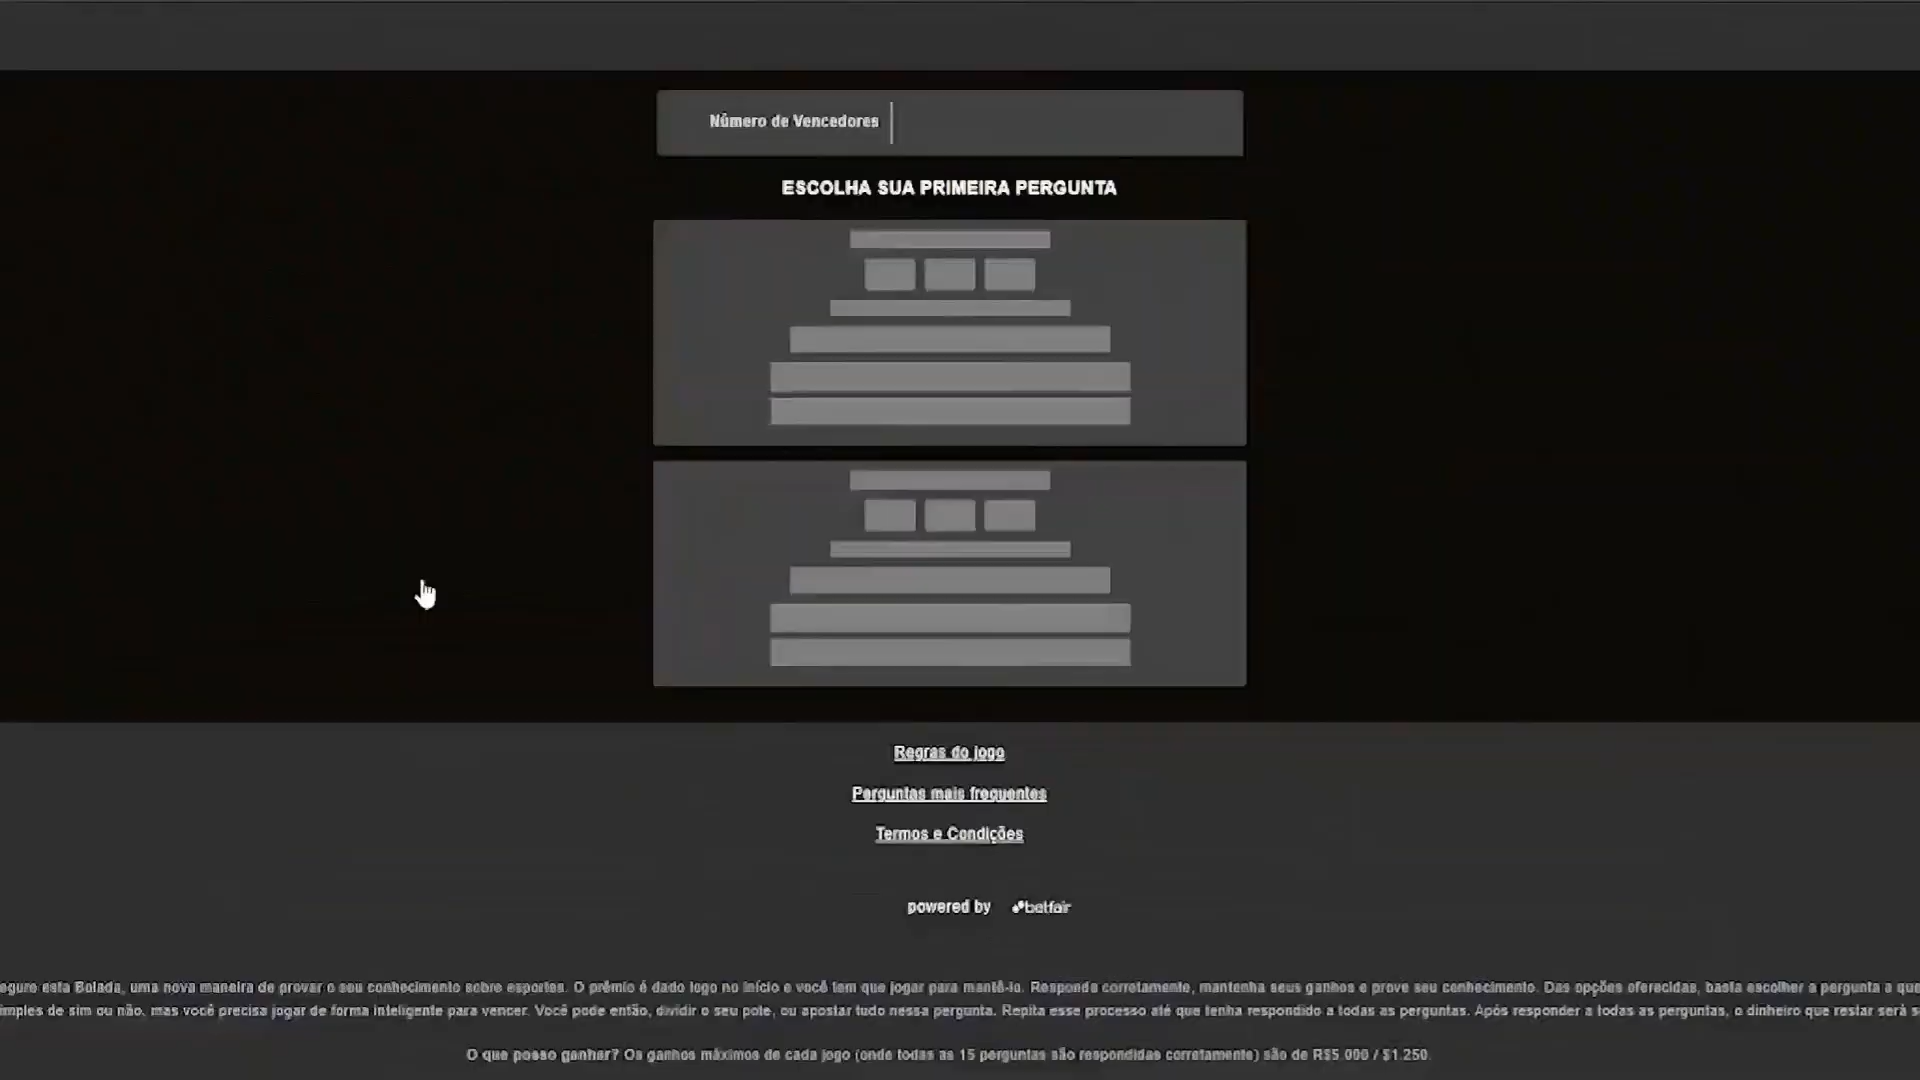 Número de Vencedores
ESCOLHA SUA PRIMEIRA PERGUNTA
Regras do jogo
Perguntas mais frequentes
Termos e Condições
powered by betfair
esta Bolada, uma nova maneira de provar o seu conhecimento sobre esportes. O prêmio é dado logo no início e você tem que jogar para mantê-lo. Responda corretamente, mantenha seus ganhos e prove seu conhecimento. Das opções oferecidas, basta escolher a pergunta a
de sim ou não, mas você precisa jogar de forma inteligente para vencer. Você pode então, dividir o seu pote, ou apostar tudo nessa pergunta. Repita esse processo até que tenha respondido a todas as perguntas. Após responder a todas as perguntas, o dinheiro que restar será
O que posso ganhar? Os ganhos máximos de cada jogo (onde todas as 15 perguntas são respondidas corretamente) são de R$5.000 / $1.250.